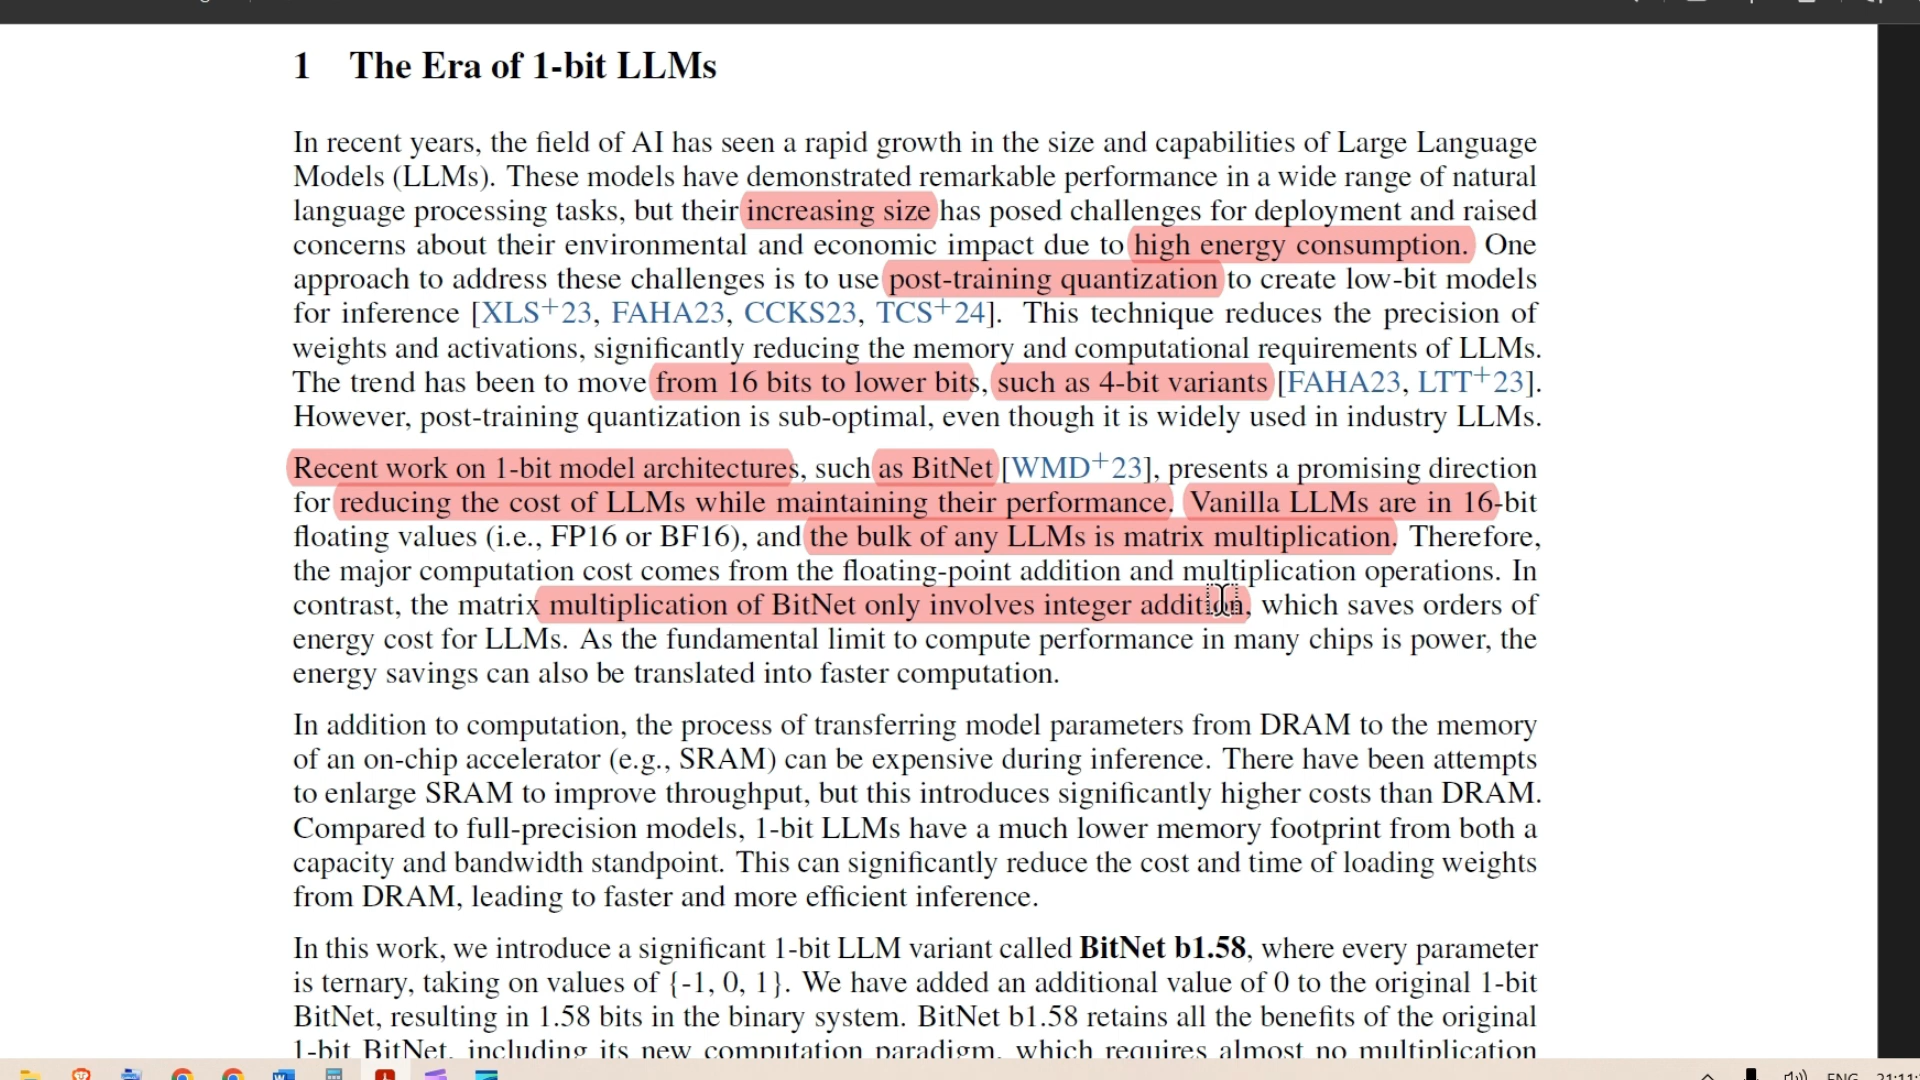 1 The Era of 1-bit LLMs
In recent years, the field of AI has seen a rapid growth in the size and capabilities of Large Language
Models (LLMs). These models have demonstrated remarkable performance in a wide range of natural
language processing tasks, but their increasing size has posed challenges for deployment and raised
concerns about their environmental and economic impact due to high energy consumption. One
approach to address these challenges is to use post-training quantization to create low-bit models
for inference [XLS+23, FAHA23, CCKS23, TCS+24]. This technique reduces the precision of
weights and activations, significantly reducing the memory and computational requirements of LLMs.
The trend has been to move from 16 bits to lower bits, such as 4-bit variants [FAHA23, LTT+23].
However, post-training quantization is sub-optimal, even though it is widely used in industry LLMs.
Recent work on 1-bit model architectures, such as BitNet [WMD+23], presents a promising direction
for reducing the cost of LLMs while maintaining their performance. Vanilla LLMs are in 16-bit
floating values (i.e., FP16 or BF16), and the bulk of any LLMs is matrix multiplication. Therefore,
the major computation cost comes from the floating-point addition and multiplication operations. In
contrast, the matrix multiplication of BitNet only involves integer addition, which saves orders of
energy cost for LLMs. As the fundamental limit to compute performance in many chips is power, the
energy savings can also be translated into faster computation.
In addition to computation, the process of transferring model parameters from DRAM to the memory
of an on-chip accelerator (e.g., SRAM) can be expensive during inference. There have been attempts
to enlarge SRAM to improve throughput, but this introduces significantly higher costs than DRAM.
Compared to full-precision models, 1-bit LLMs have a much lower memory footprint from both a
capacity and bandwidth standpoint. This can significantly reduce the cost and time of loading weights
from DRAM, leading to faster and more efficient inference.
In this work, we introduce a significant 1-bit LLM variant called BitNet b1.58, where every parameter
is ternary, taking on values of {-1, 0, 1}. We have added an additional value of 0 to the original 1-bit
BitNet, resulting in 1.58 bits in the binary system. BitNet b1.58 retains all the benefits of the original
1-bit BitNet, including its new computation paradigm, which requires almost no multiplication
ENG